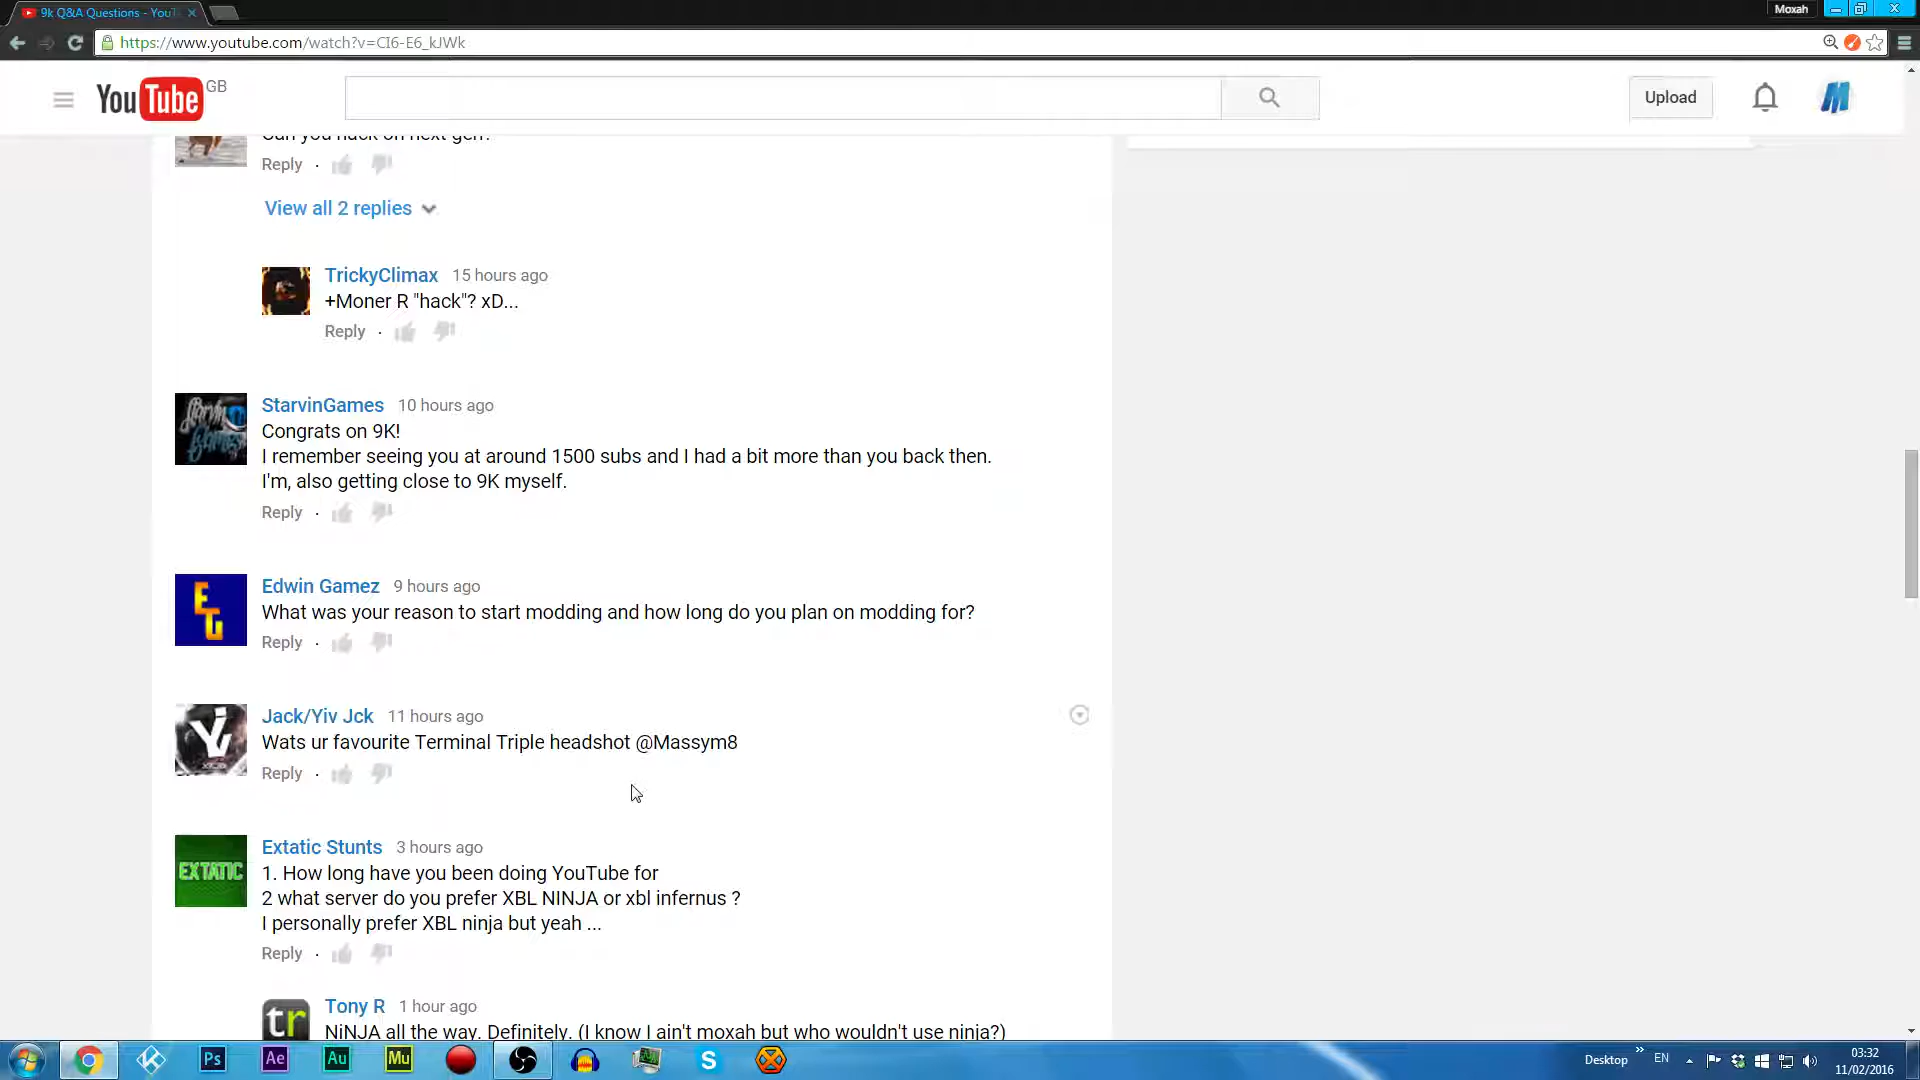 9k Q&A Questions - YouT
Moxah
https://www.youtube.com/watch?v=CI6-E6_kJWk
YouTube GB
Upload
Can you hack on next gen?
Reply
View all 2 replies
TrickyClimax 15 hours ago
+Moner R "hack"? xD...
Reply
StarvinGames 10 hours ago
Congrats on 9K!
I remember seeing you at around 1500 subs and I had a bit more than you back then.
I'm, also getting close to 9K myself.
Reply
Edwin Gamez 9 hours ago
What was your reason to start modding and how long do you plan on modding for?
Reply
Jack/Yiv Jck 11 hours ago
Wats ur favourite Terminal Triple headshot @Massym8
Reply
EXTATIC
Extatic Stunts 3 hours ago
1. How long have you been doing YouTube for
2 what server do you prefer XBL NINJA or xbl infernus ?
I personally prefer XBL ninja but yeah ...
Reply
tr
Tony R 1 hour ago
NiNJA all the way. Definitely. (I know I ain't moxah but who wouldn't use ninja?)
Ps Ae Au Mu S
Desktop » EN 03:32
11/02/2016